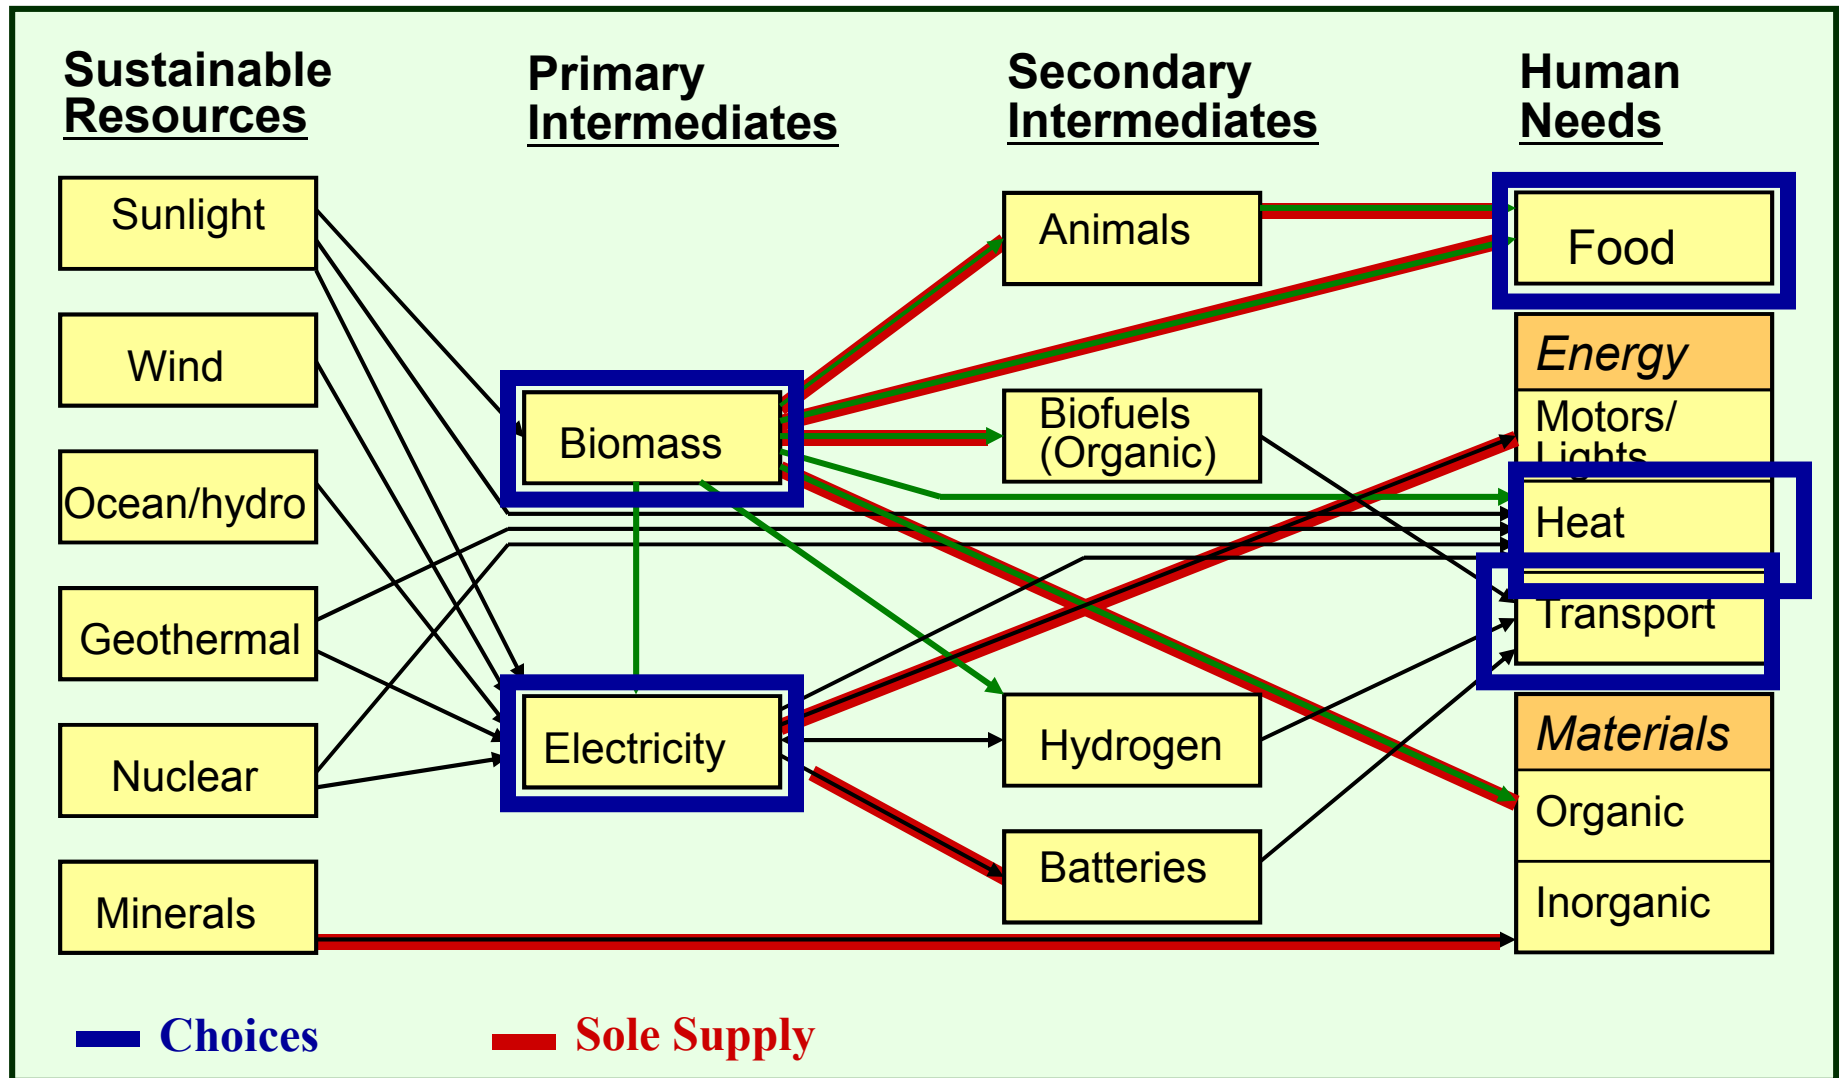 Sustainable
Resources
Primary
Intermediates
Secondary
Intermediates
Human
Needs
Sunlight
Wind
Ocean/hydro
Geothermal
Nuclear
Minerals
Biomass
Electricity
Animals
Biofuels
(Organic)
Hydrogen
Batteries
Food
Energy
Motors/
Lights
Heat
Transport
Materials
Organic
Inorganic
Choices
Sole Supply